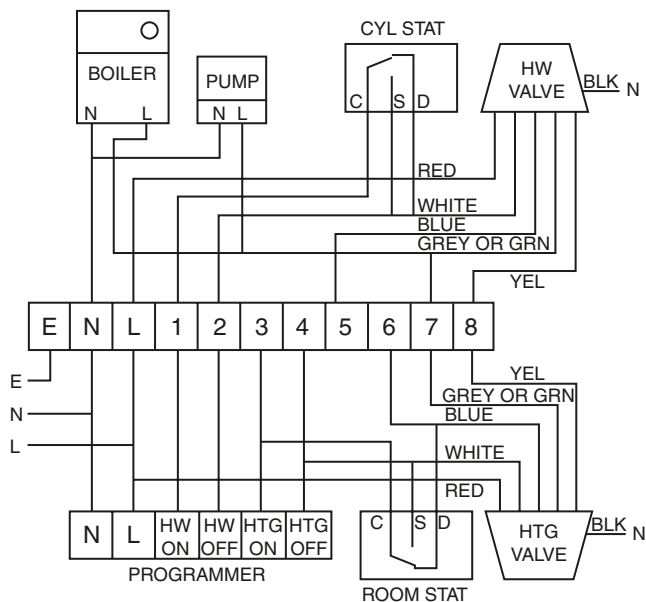 CYL STAT
BOILER
PUMP
HW
VALVE
BLK N
N L
N L
C S D
RED
WHITE
BLUE
GREY OR GRN
YEL
E N L 1 2 3 4 5 6 7 8
E
N
L
YEL
GREY OR GRN
BLUE
WHITE
RED
N L HW ON HW OFF HTG ON HTG OFF
PROGRAMMER
C S D
ROOM STAT
HTG
VALVE
BLK N